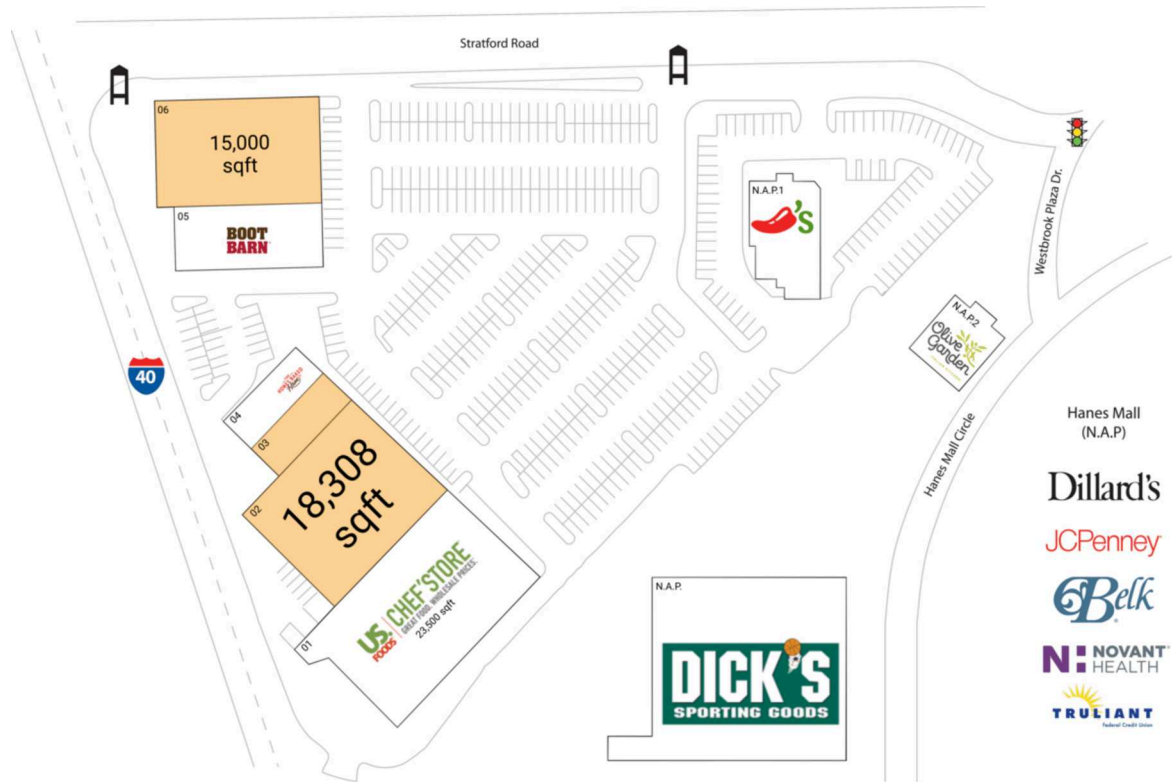 Stratford Road
06
15,000
sqft
05
BOOT
BARN
N.A.P.1
'S
Westbrook Plaza Dr.
N.A.P.2
Olive
Garden
40
04
03
02
18,308
sqft
01
US.
FOODS
CHEF'STORE
GREAT FOOD. WHOLESALE PRICES.
23,500 sqft
Hanes Mall Circle
N.A.P.
DICK'S
SPORTING GOODS
Hanes Mall
(N.A.P)
Dillard's
JCPenney
Belk
NOVANT
HEALTH
TRULIANT
Federal Credit Union